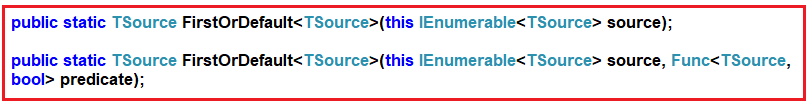 public static TSource FirstOrDefault<TSource>(this IEnumerable<TSource> source);
public static TSource FirstOrDefault<TSource>(this IEnumerable<TSource> source, Func<TSource,
bool> predicate);